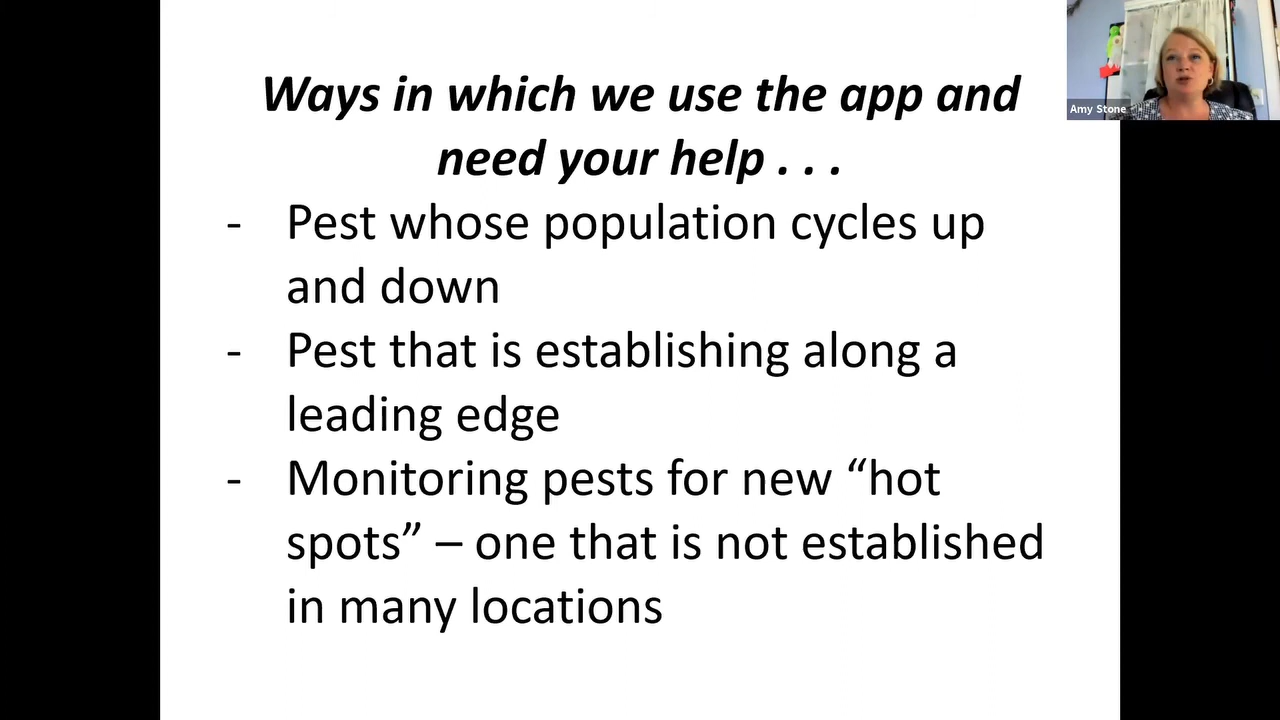 Ways in which we use the app and
need your help . . .
- Pest whose population cycles up
and down
- Pest that is establishing along a
leading edge
- Monitoring pests for new “hot
spots” – one that is not established
in many locations
Amy Stone